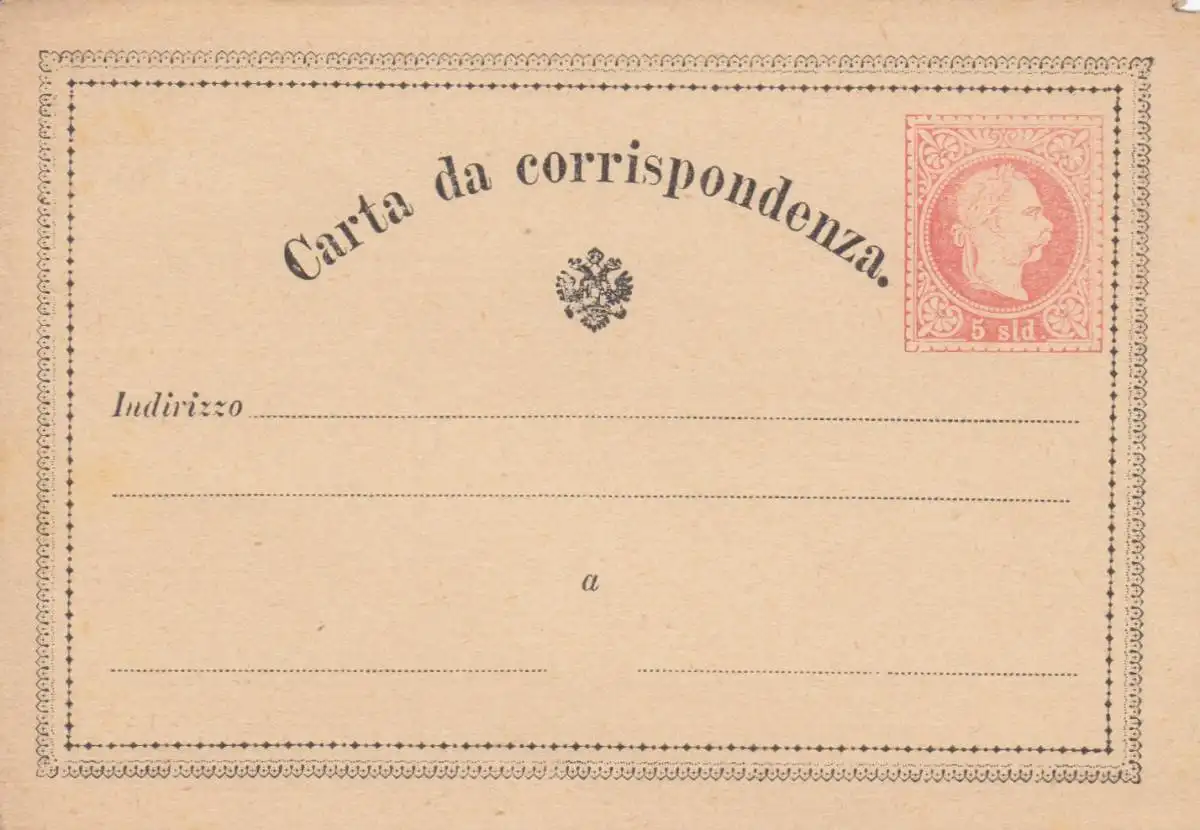 Carta da corrispondenza.
5 sld.
Indirizzo
a